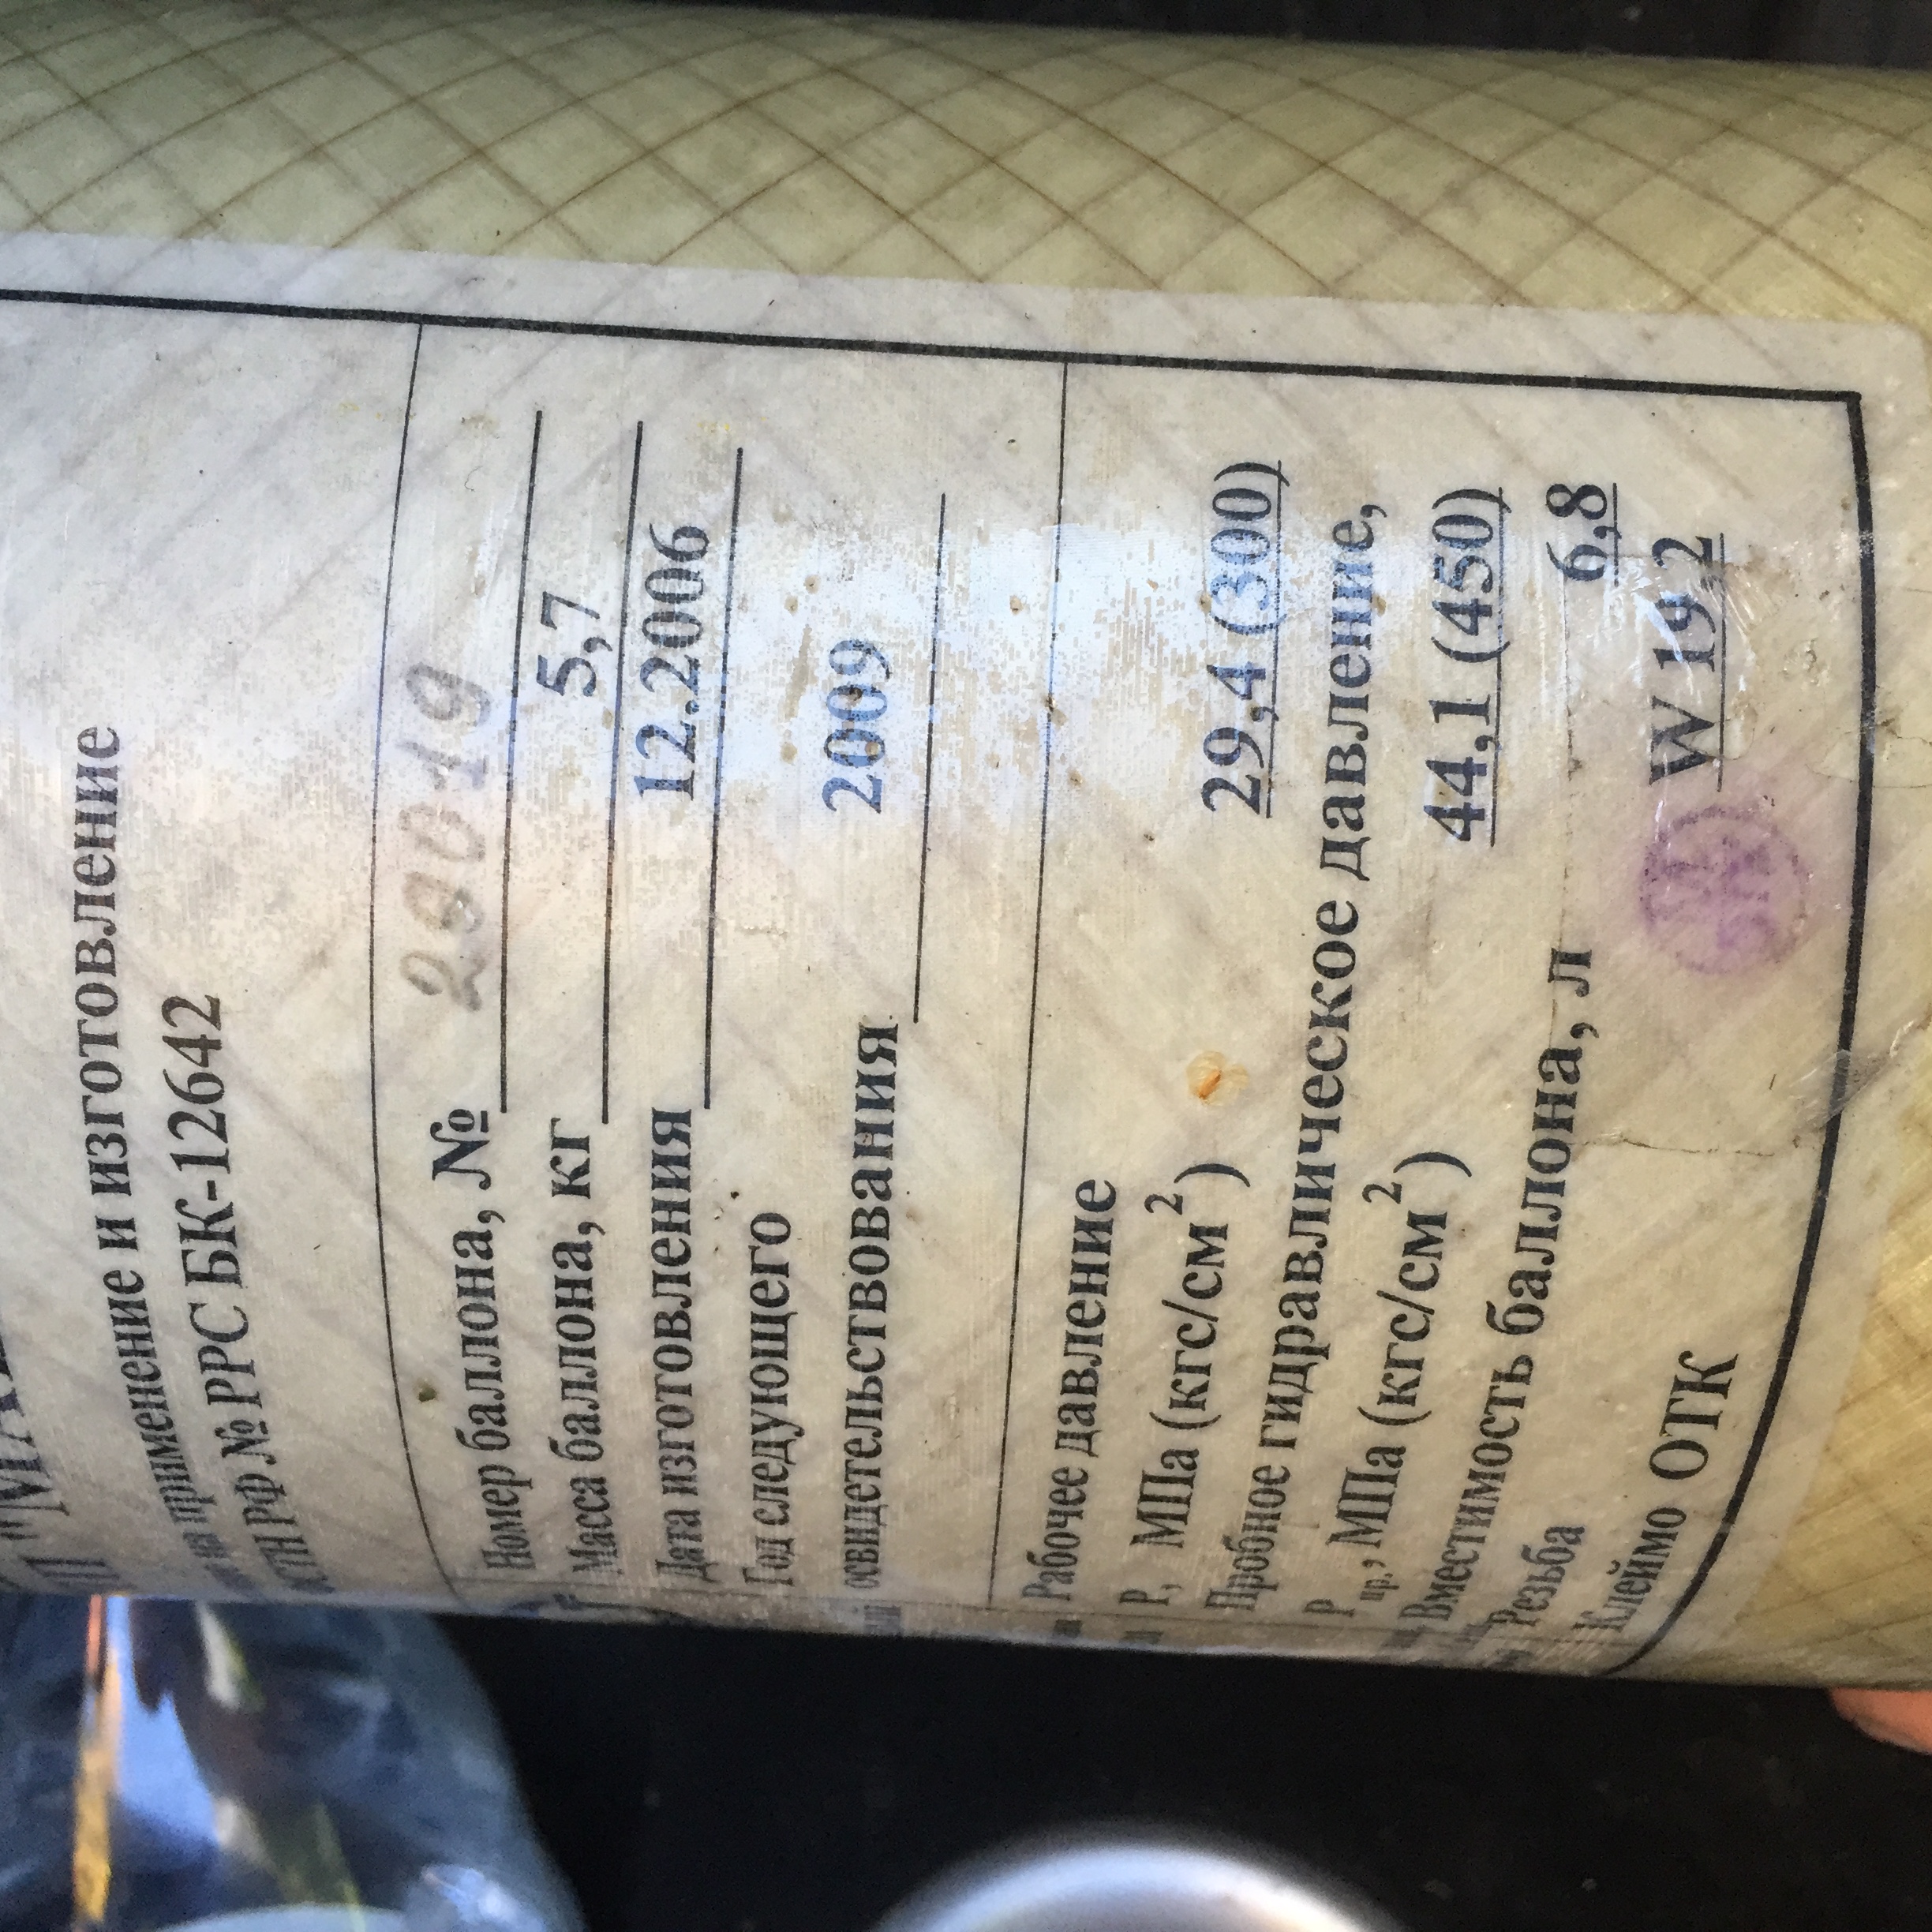 применение и изготовление
РФ № РРС БК-12642
Номер баллона, №
Масса баллона, кг 5,7
Дата изготовления 12.2006
Год следующего
освидетельствования 2009
Рабочее давление
Р, МПа (кгс/см²) 29,4 (300)
Пробное гидравлическое давление,
Р пр., МПа (кгс/см²) 44,1 (450)
Вместимость баллона, л 6,8
Резьба W 19 2
Клеймо ОТК